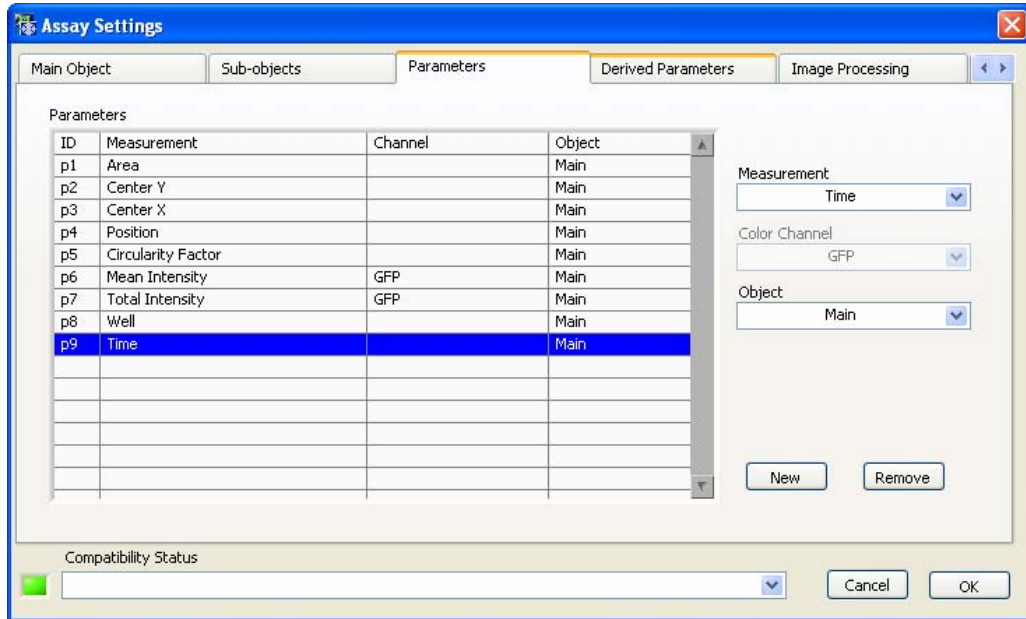 Assay Settings
Main Object Sub-objects Parameters Derived Parameters Image Processing
Parameters
ID Measurement Channel Object
p1 Area Main
p2 Center Y Main
p3 Center X Main
p4 Position Main
p5 Circularity Factor Main
p6 Mean Intensity GFP Main
p7 Total Intensity GFP Main
p8 Well Main
p9 Time Main
Measurement
Time
Color Channel
GFP
Object
Main
New Remove
Compatibility Status
Cancel OK